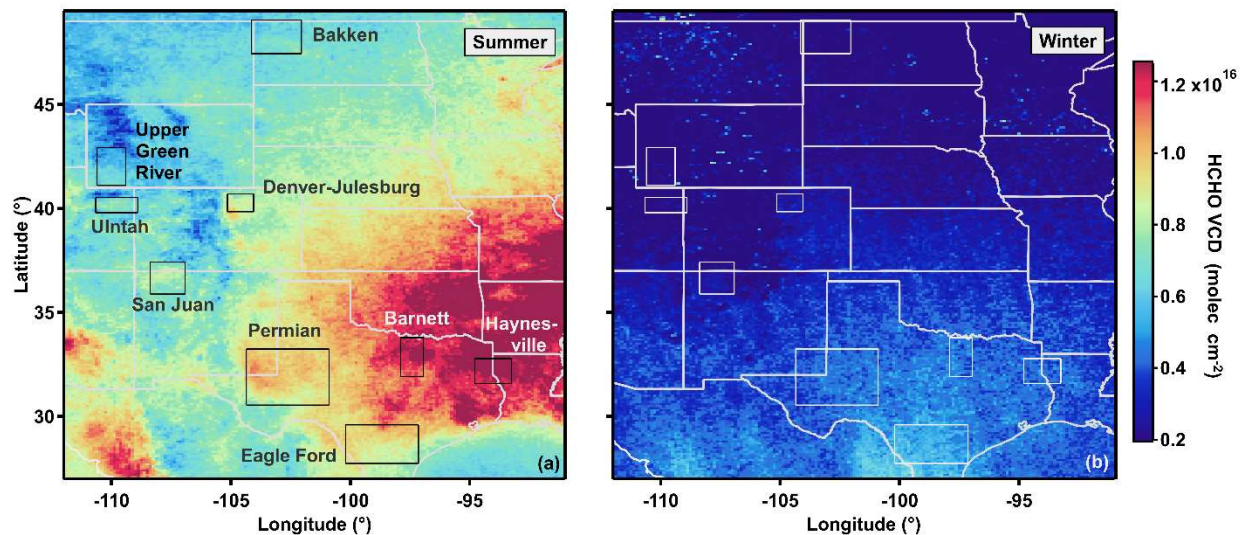 Bakken
Summer
Upper
Green
River
Denver-Julesburg
UIntah
San Juan
Permian
Barnett
Haynes-
ville
Eagle Ford
(a)
45
40
35
30
Latitude (°)
-110
-105
-100
-95
Longitude (°)
Winter
(b)
-110
-105
-100
-95
Longitude (°)
1.2 x10¹⁶
1.0
0.8
0.6
0.4
0.2
HCHO VCD (molec cm⁻²)